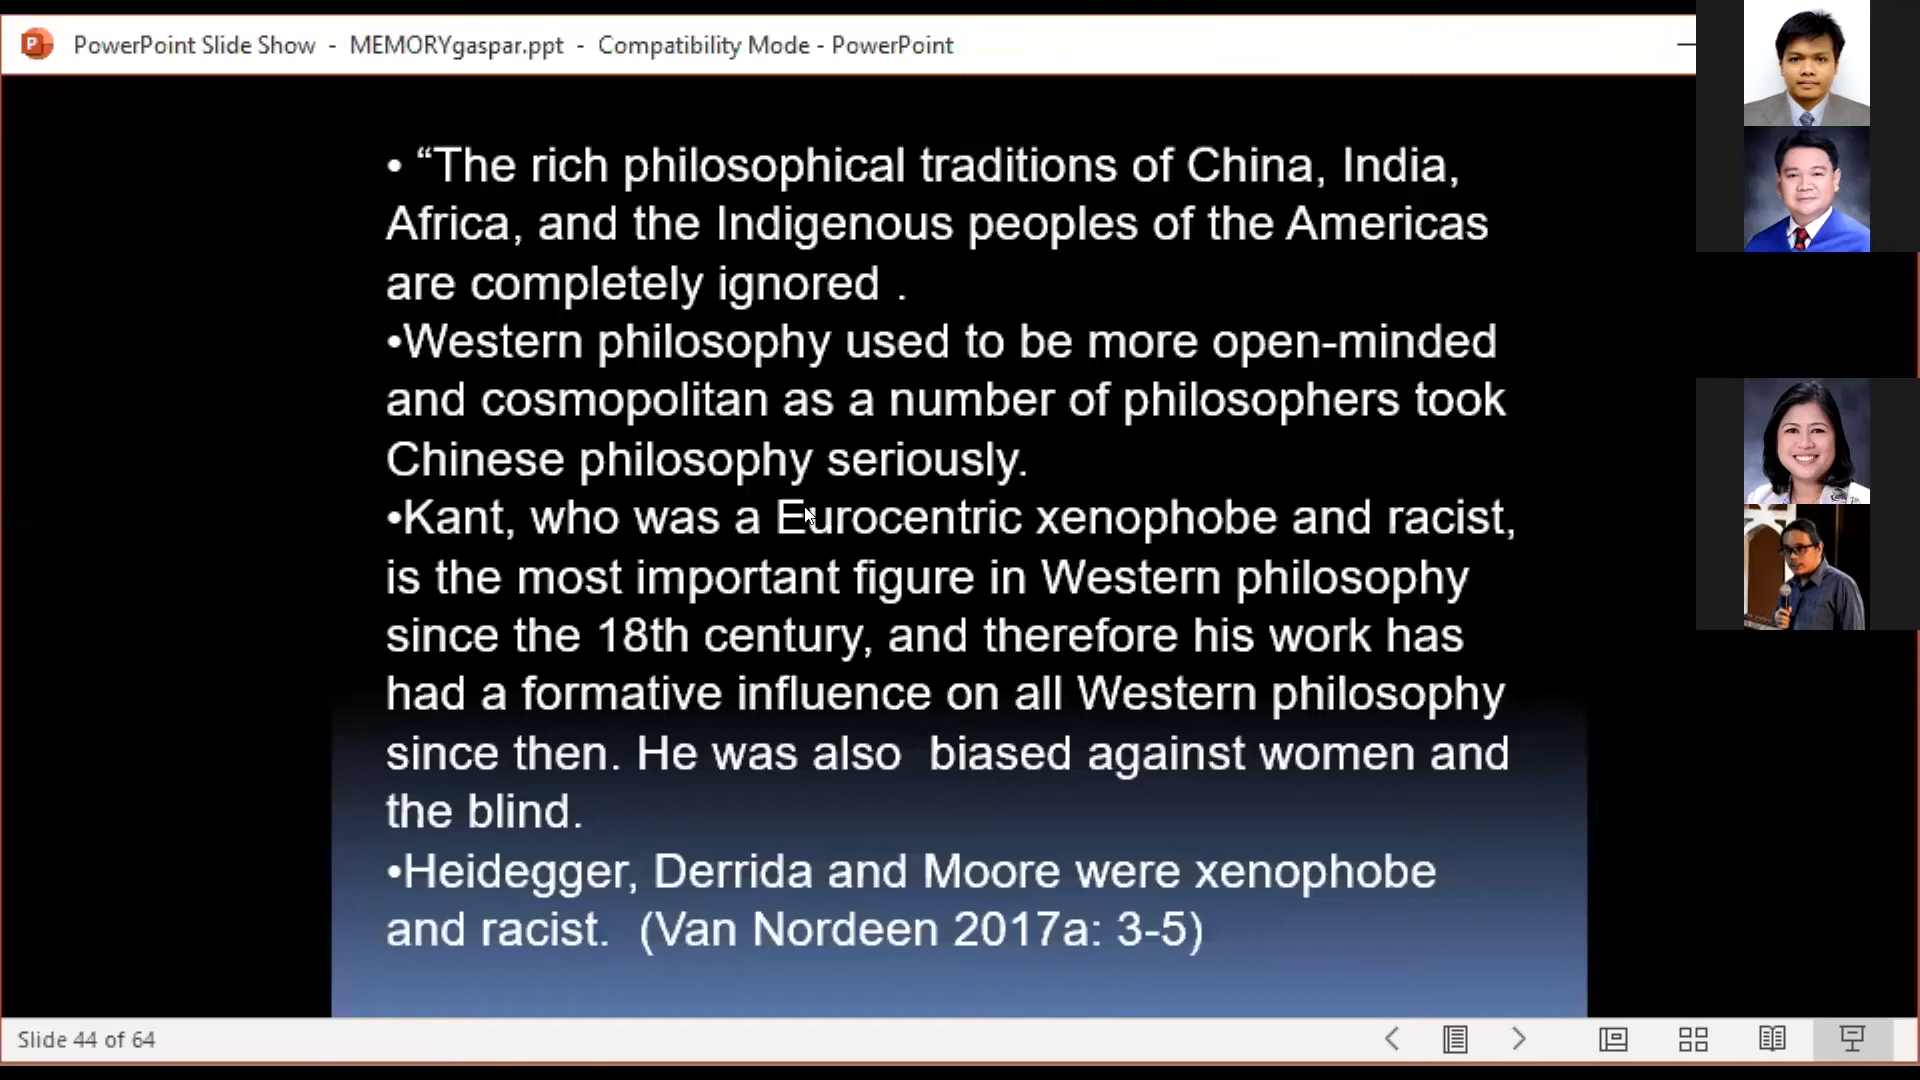 PowerPoint Slide Show - MEMORYgaspar.ppt - Compatibility Mode - PowerPoint
• “The rich philosophical traditions of China, India,
Africa, and the Indigenous peoples of the Americas
are completely ignored .
•Western philosophy used to be more open-minded
and cosmopolitan as a number of philosophers took
Chinese philosophy seriously.
•Kant, who was a Eurocentric xenophobe and racist,
is the most important figure in Western philosophy
since the 18th century, and therefore his work has
had a formative influence on all Western philosophy
since then. He was also  biased against women and
the blind.
•Heidegger, Derrida and Moore were xenophobe
and racist.  (Van Nordeen 2017a: 3-5)
Slide 44 of 64